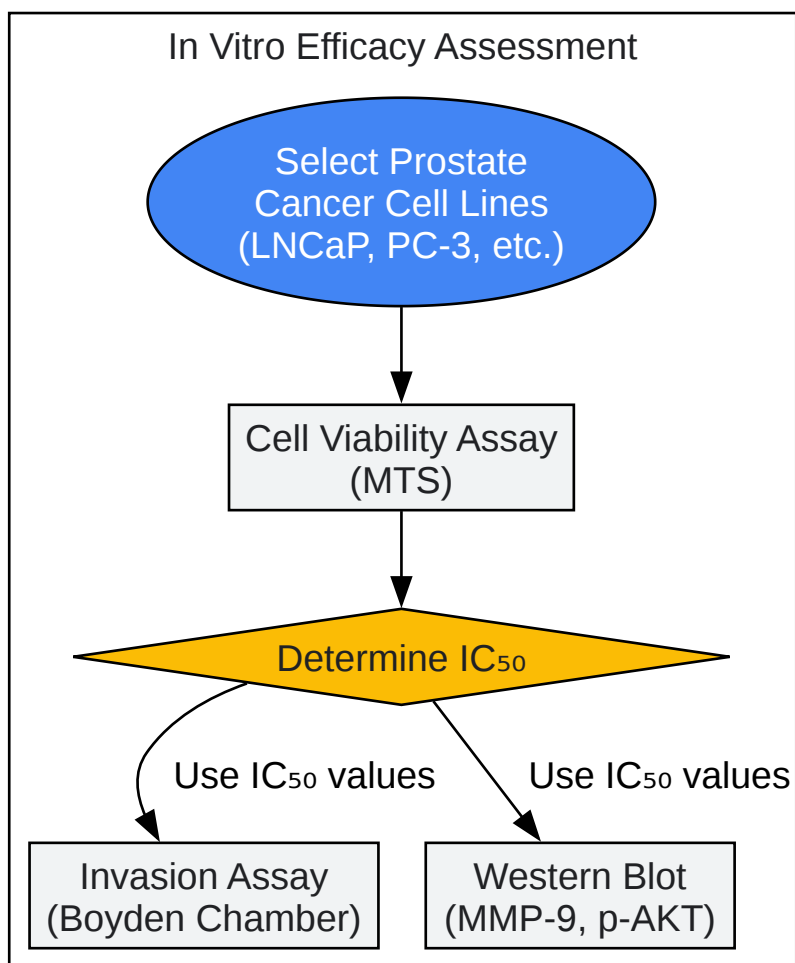 In Vitro Efficacy Assessment
Select Prostate
Cancer Cell Lines
(LNCaP, PC-3, etc.)
Cell Viability Assay
(MTS)
Determine IC₅₀
Use IC₅₀ values
Use IC₅₀ values
Invasion Assay
(Boyden Chamber)
Western Blot
(MMP-9, p-AKT)